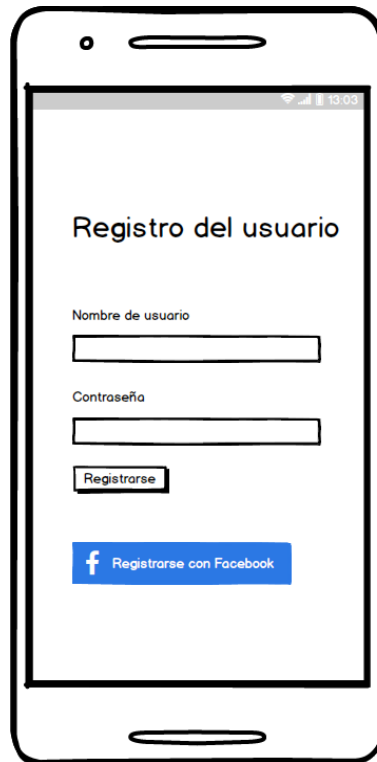 13:03
Registro del usuario
Nombre de usuario
Contraseña
Registrarse
f Registrarse con Facebook